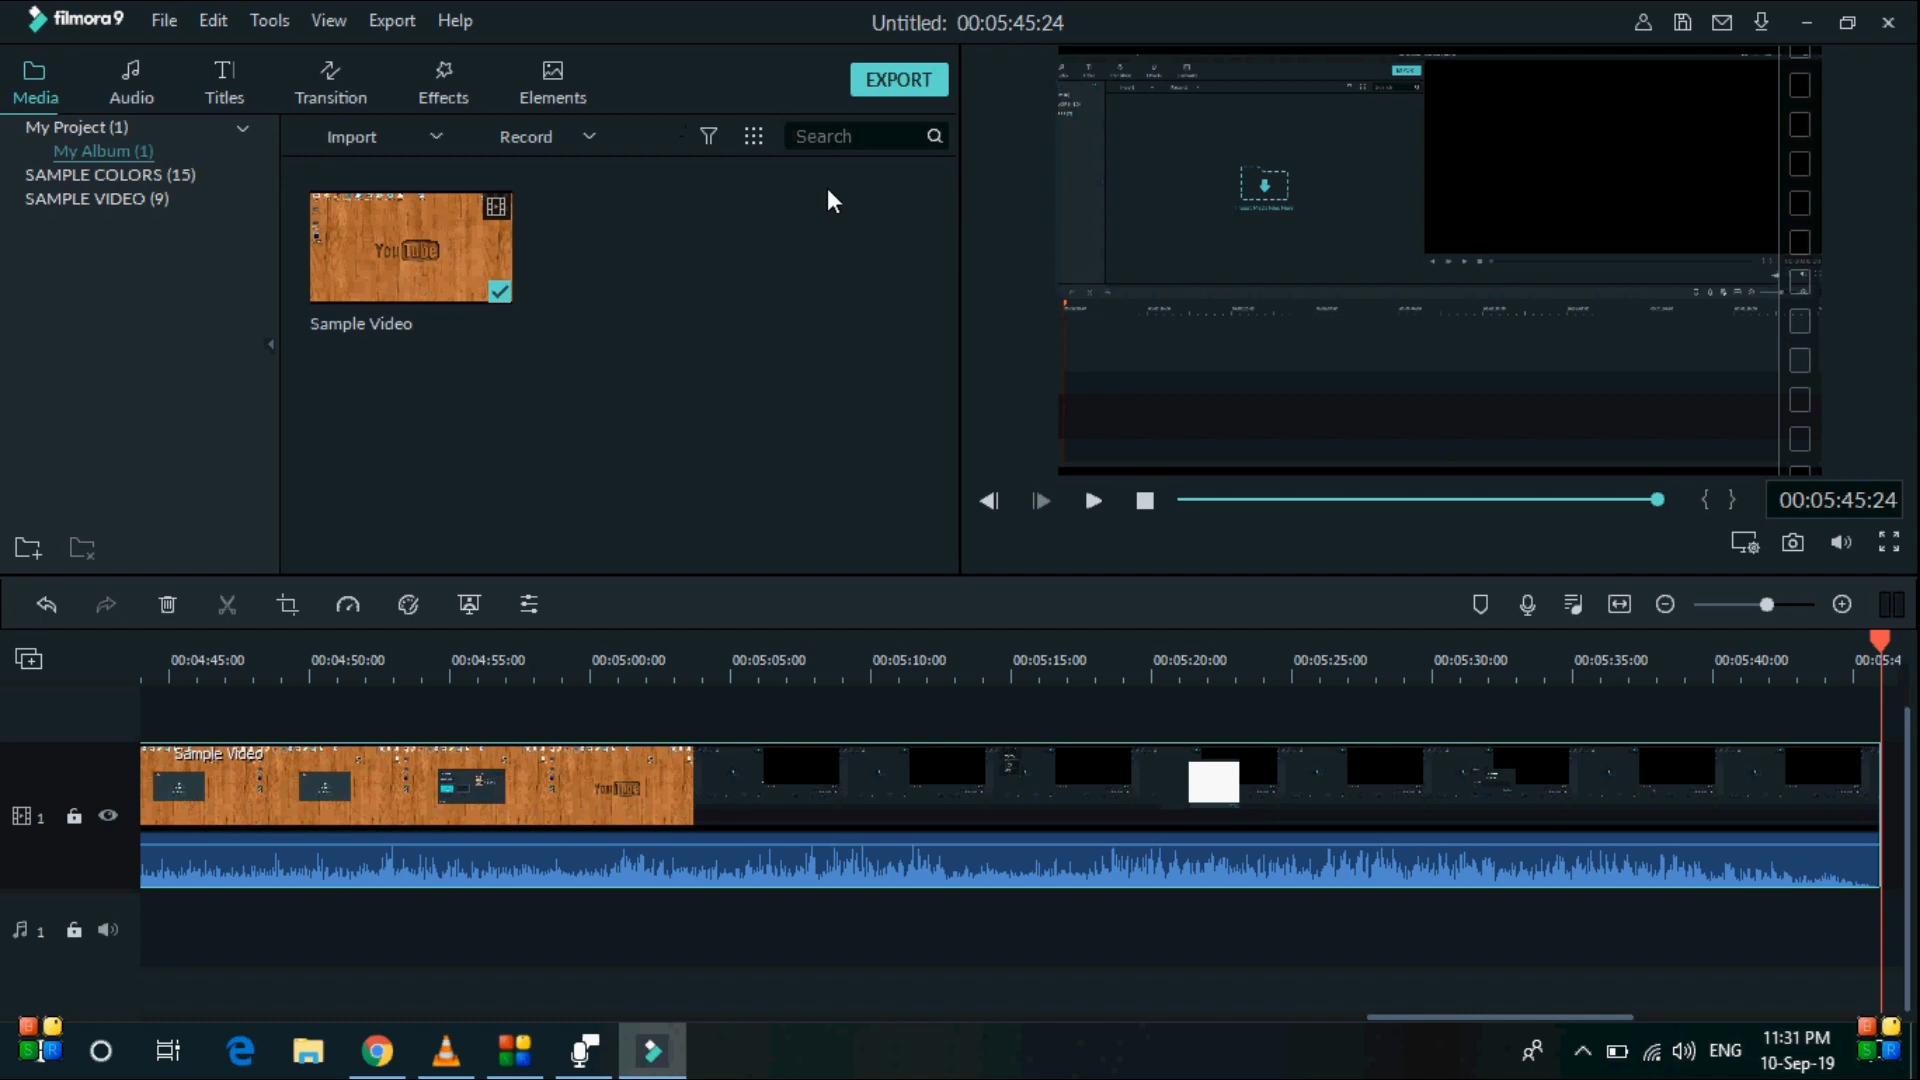 filmora9 File Edit Tools View Export Help Untitled: 00:05:45:24
Media Audio Titles Transition Effects Elements EXPORT
My Project (1)
My Album (1)
SAMPLE COLORS (15)
SAMPLE VIDEO (9)
Import Record Search
You Tube
Sample Video
00:05:45:24
00:04:45:00 00:04:50:00 00:04:55:00 00:05:00:00 00:05:05:00 00:05:10:00 00:05:15:00 00:05:20:00 00:05:25:00 00:05:30:00 00:05:35:00 00:05:40:00 00:05:4
Sample Video
YouTube
1
1
ENG
11:31 PM
10-Sep-19